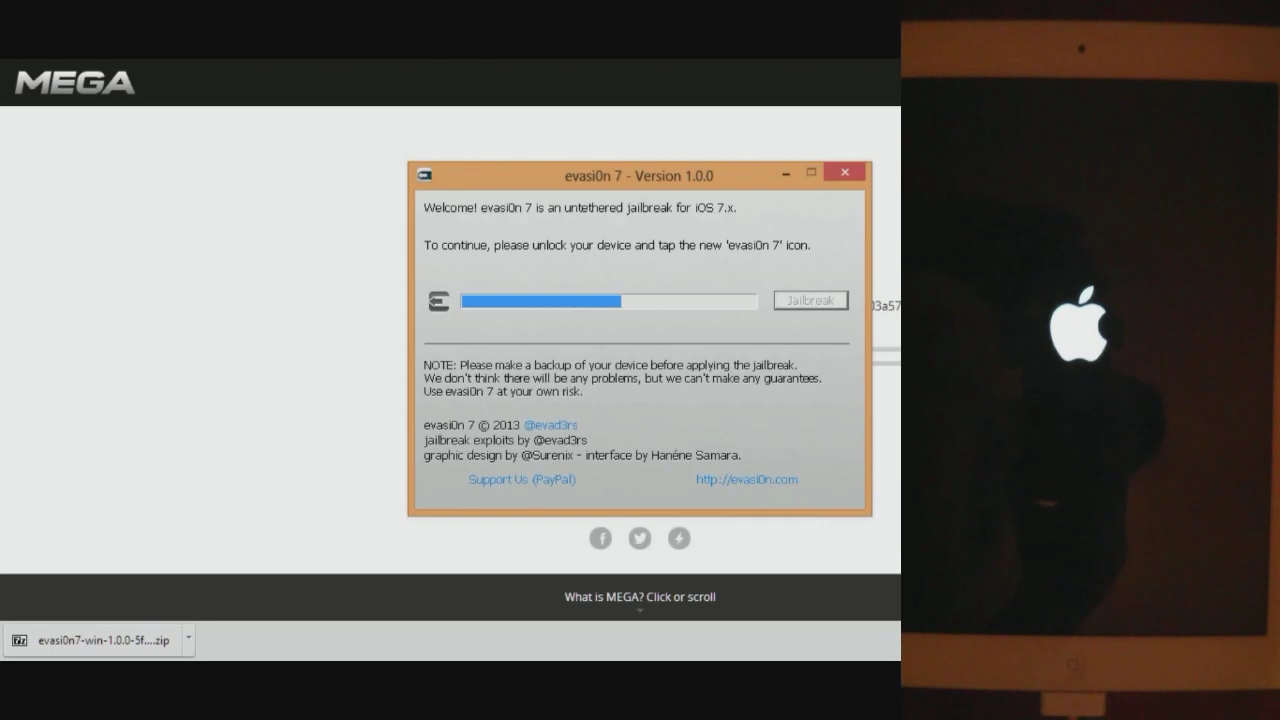 MEGA
evasi0n 7 - Version 1.0.0
Welcome! evasi0n 7 is an untethered jailbreak for iOS 7.x.
To continue, please unlock your device and tap the new 'evasi0n 7' icon.
Jailbreak
03a57
NOTE: Please make a backup of your device before applying the jailbreak.
We don't think there will be any problems, but we can't make any guarantees.
Use evasi0n 7 at your own risk.
evasi0n 7 © 2013 @evad3rs
jailbreak exploits by @evad3rs
graphic design by @Surenix - interface by Hanéne Samara.
Support Us (PayPal) http://evasi0n.com
What is MEGA? Click or scroll
evasi0n7-win-1.0.0-5f....zip